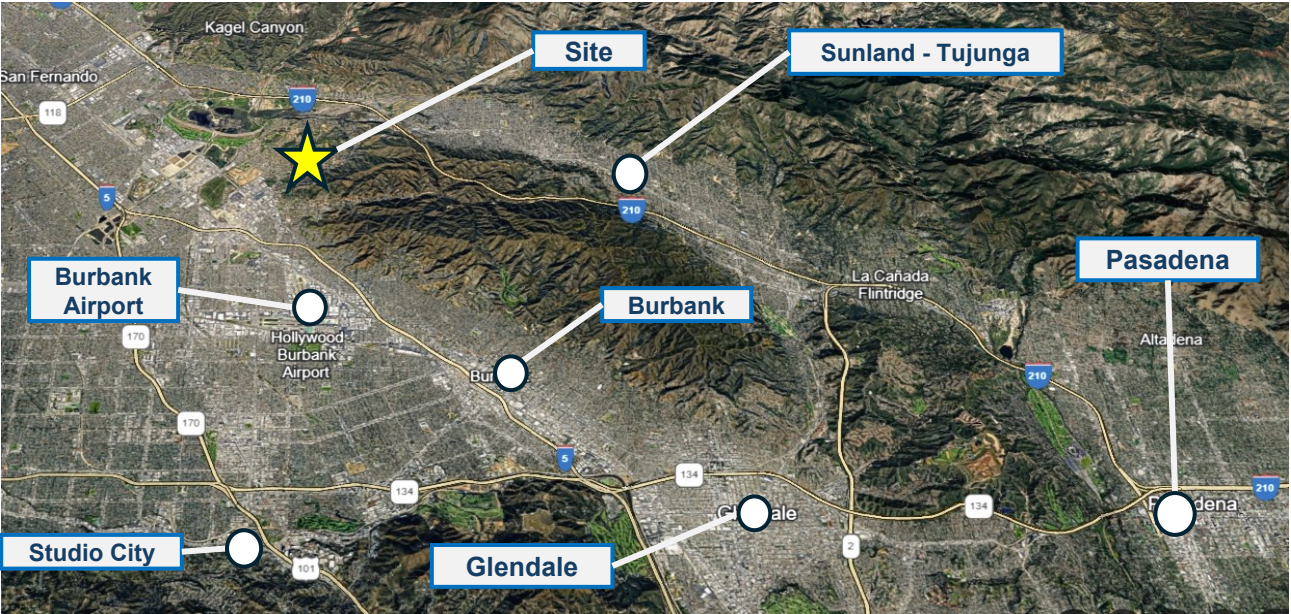 Kagel Canyon
Site
Sunland - Tujunga
San Fernando
210
118
5
210
Burbank
Airport
La Cañada
Flintridge
Pasadena
Burbank
170
Hollywood
Burbank
Airport
Altadena
210
170
5
134
134
134
210
Glendale
2
Studio City
101
Glendale